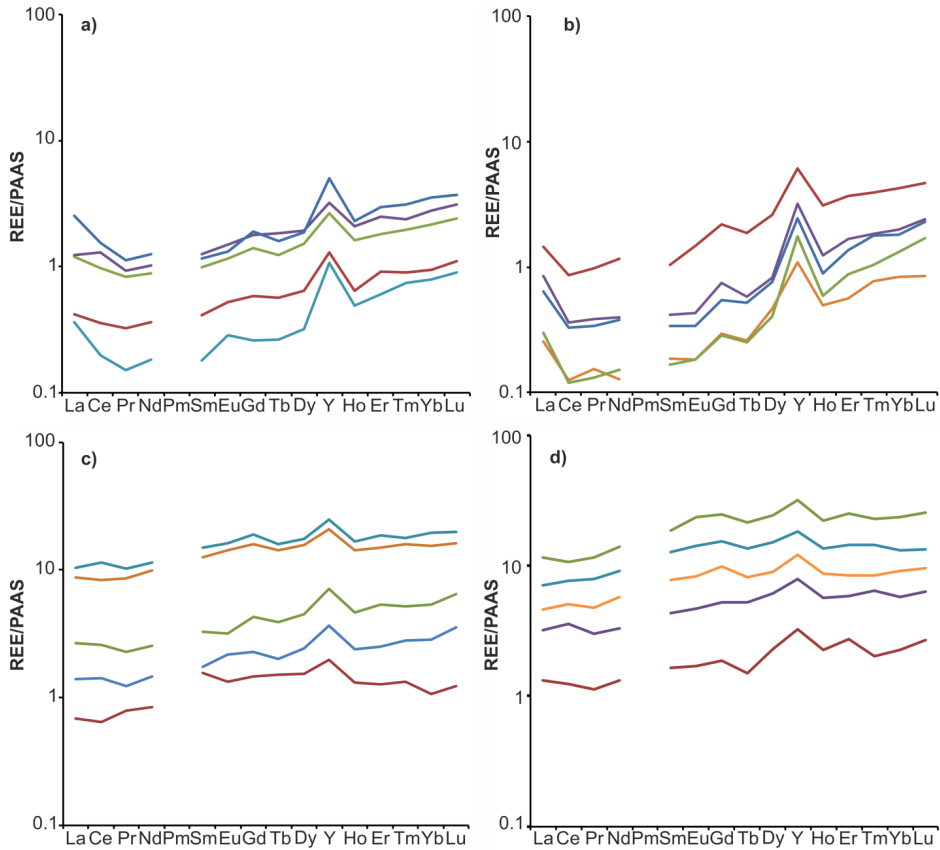 a)
REE/PAAS
100
10
1
0.1
La Ce Pr Nd Pm Sm Eu Gd Tb Dy Y Ho Er Tm Yb Lu
b)
REE/PAAS
100
10
1
0.1
La Ce Pr Nd Pm Sm Eu Gd Tb Dy Y Ho Er Tm Yb Lu
c)
REE/PAAS
100
10
1
0.1
La Ce Pr Nd Pm Sm Eu Gd Tb Dy Y Ho Er Tm Yb Lu
d)
REE/PAAS
100
10
1
0.1
La Ce Pr Nd Pm Sm Eu Gd Tb Dy Y Ho Er Tm Yb Lu